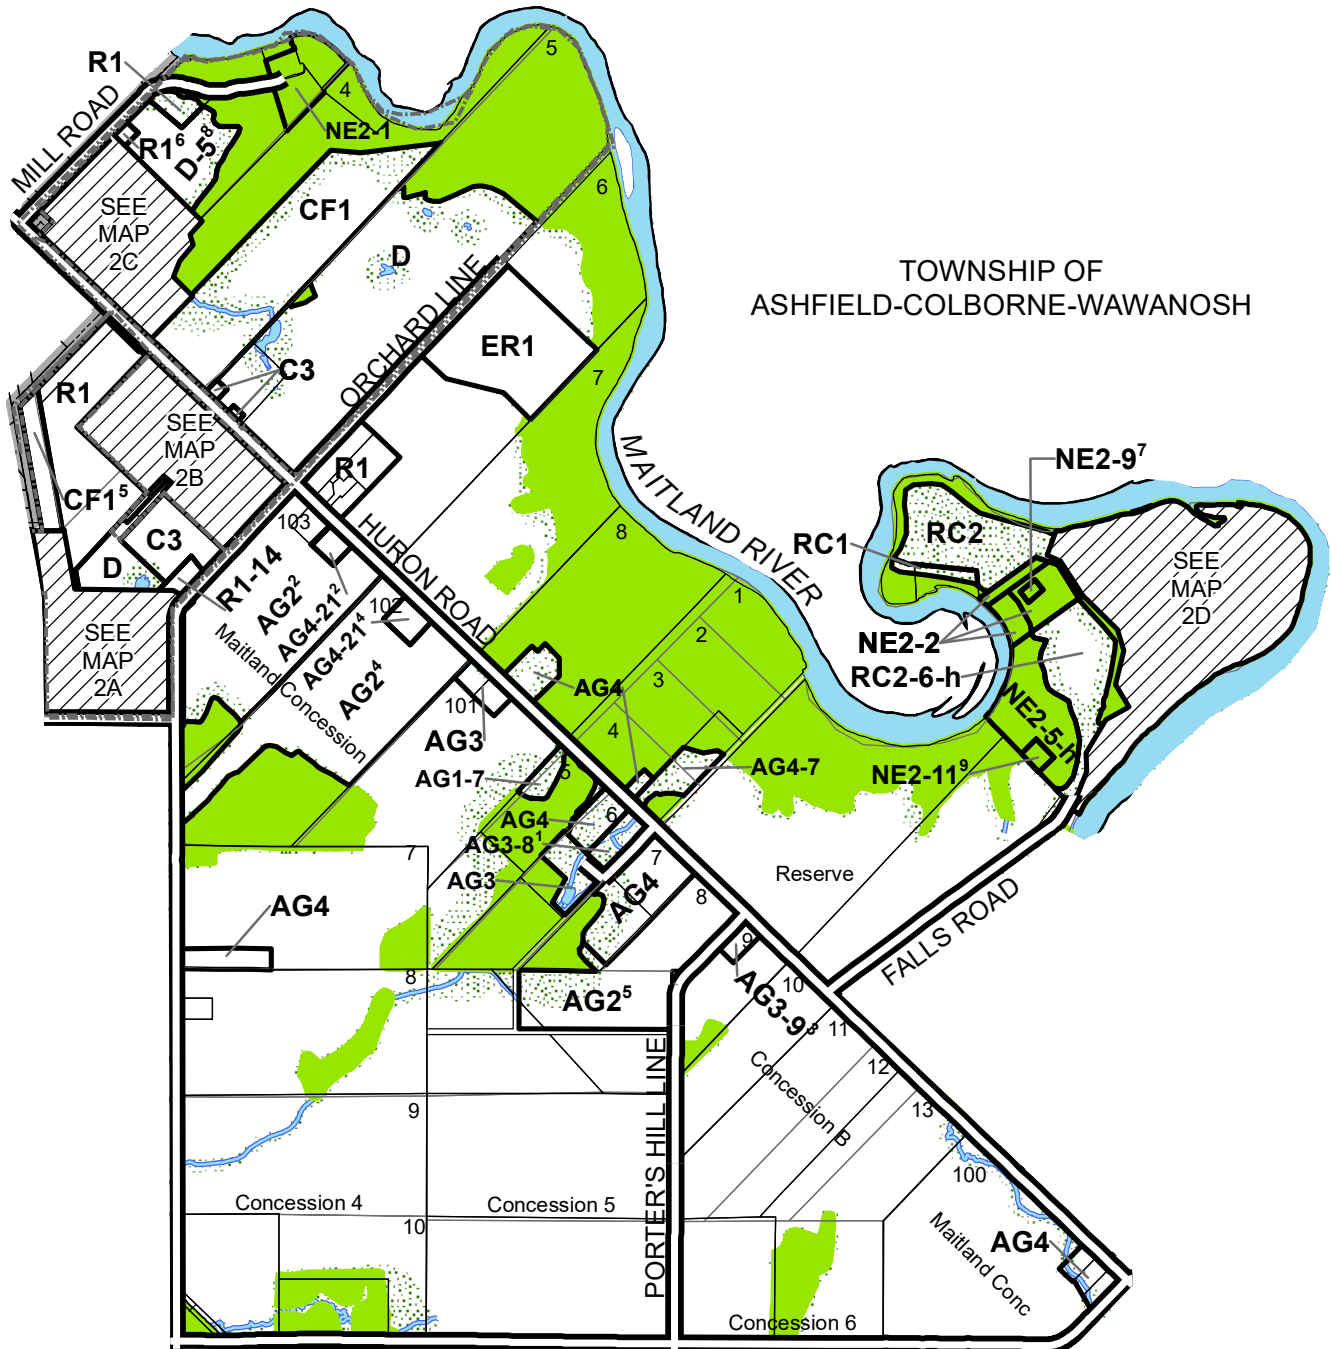 5
R1
4
MILL ROAD
NE2-1
R1⁶
D-5⁸
6
SEE
MAP
2C
CF1
D
TOWNSHIP OF
ASHFIELD-COLBORNE-WAWANOSH
ORCHARD LINE
ER1
C3
7
R1
SEE
MAP
2B
MAITLAND RIVER
NE2-9⁷
R1
CF1⁵
103
HURON ROAD
8
RC2
RC1
C3
D
R1-14
AG2²
AG4-21²
102
AG4-21⁴
AG2⁴
Maitland Concession
1
2
3
SEE
MAP
2D
SEE
MAP
2A
NE2-2
RC2-6-h
NE2-5-h
101
AG4
4
AG3
AG1-7
5
AG4-7
NE2-11⁹
AG4
6
AG3-8¹
7
7
AG3
AG4
Reserve
8
AG4
FALLS ROAD
9
8
AG2⁵
AG3-9³
10
11
PORTER'S HILL LINE
12
Concession B
13
9
100
Concession 4
Concession 5
10
Maitland Conc
AG4
Concession 6